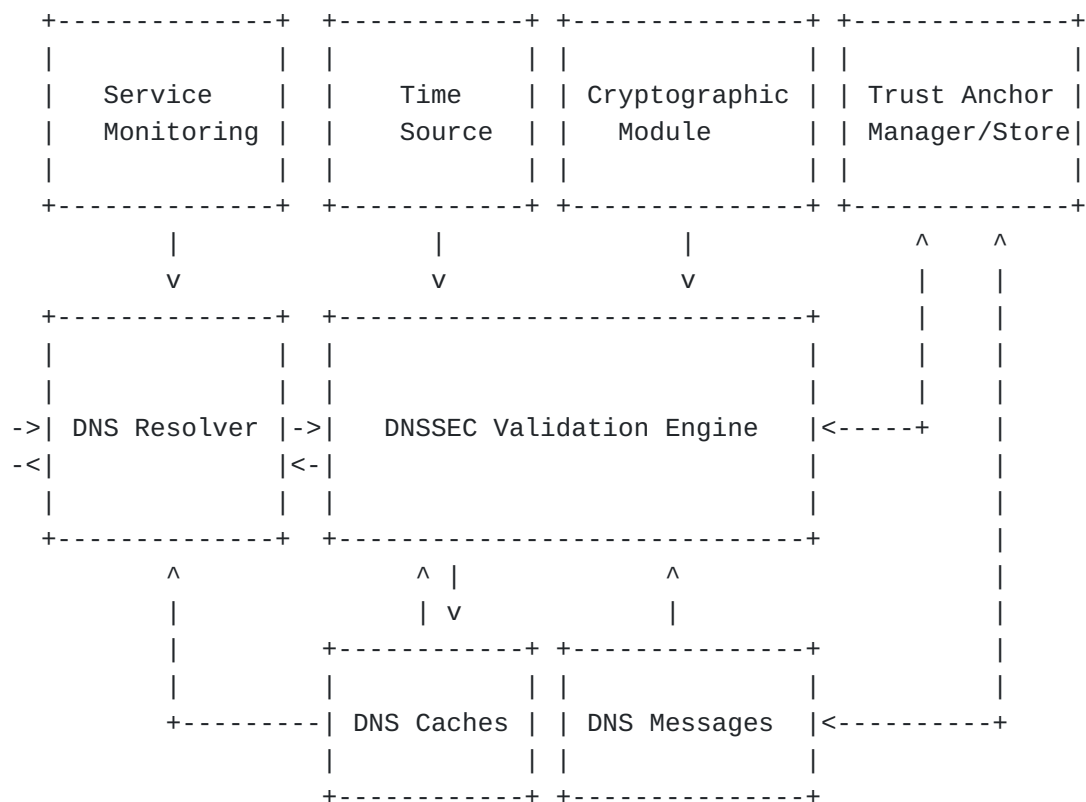 Service Monitoring
Time Source
Cryptographic Module
Trust Anchor Manager/Store
DNS Resolver
DNSSEC Validation Engine
DNS Caches
DNS Messages